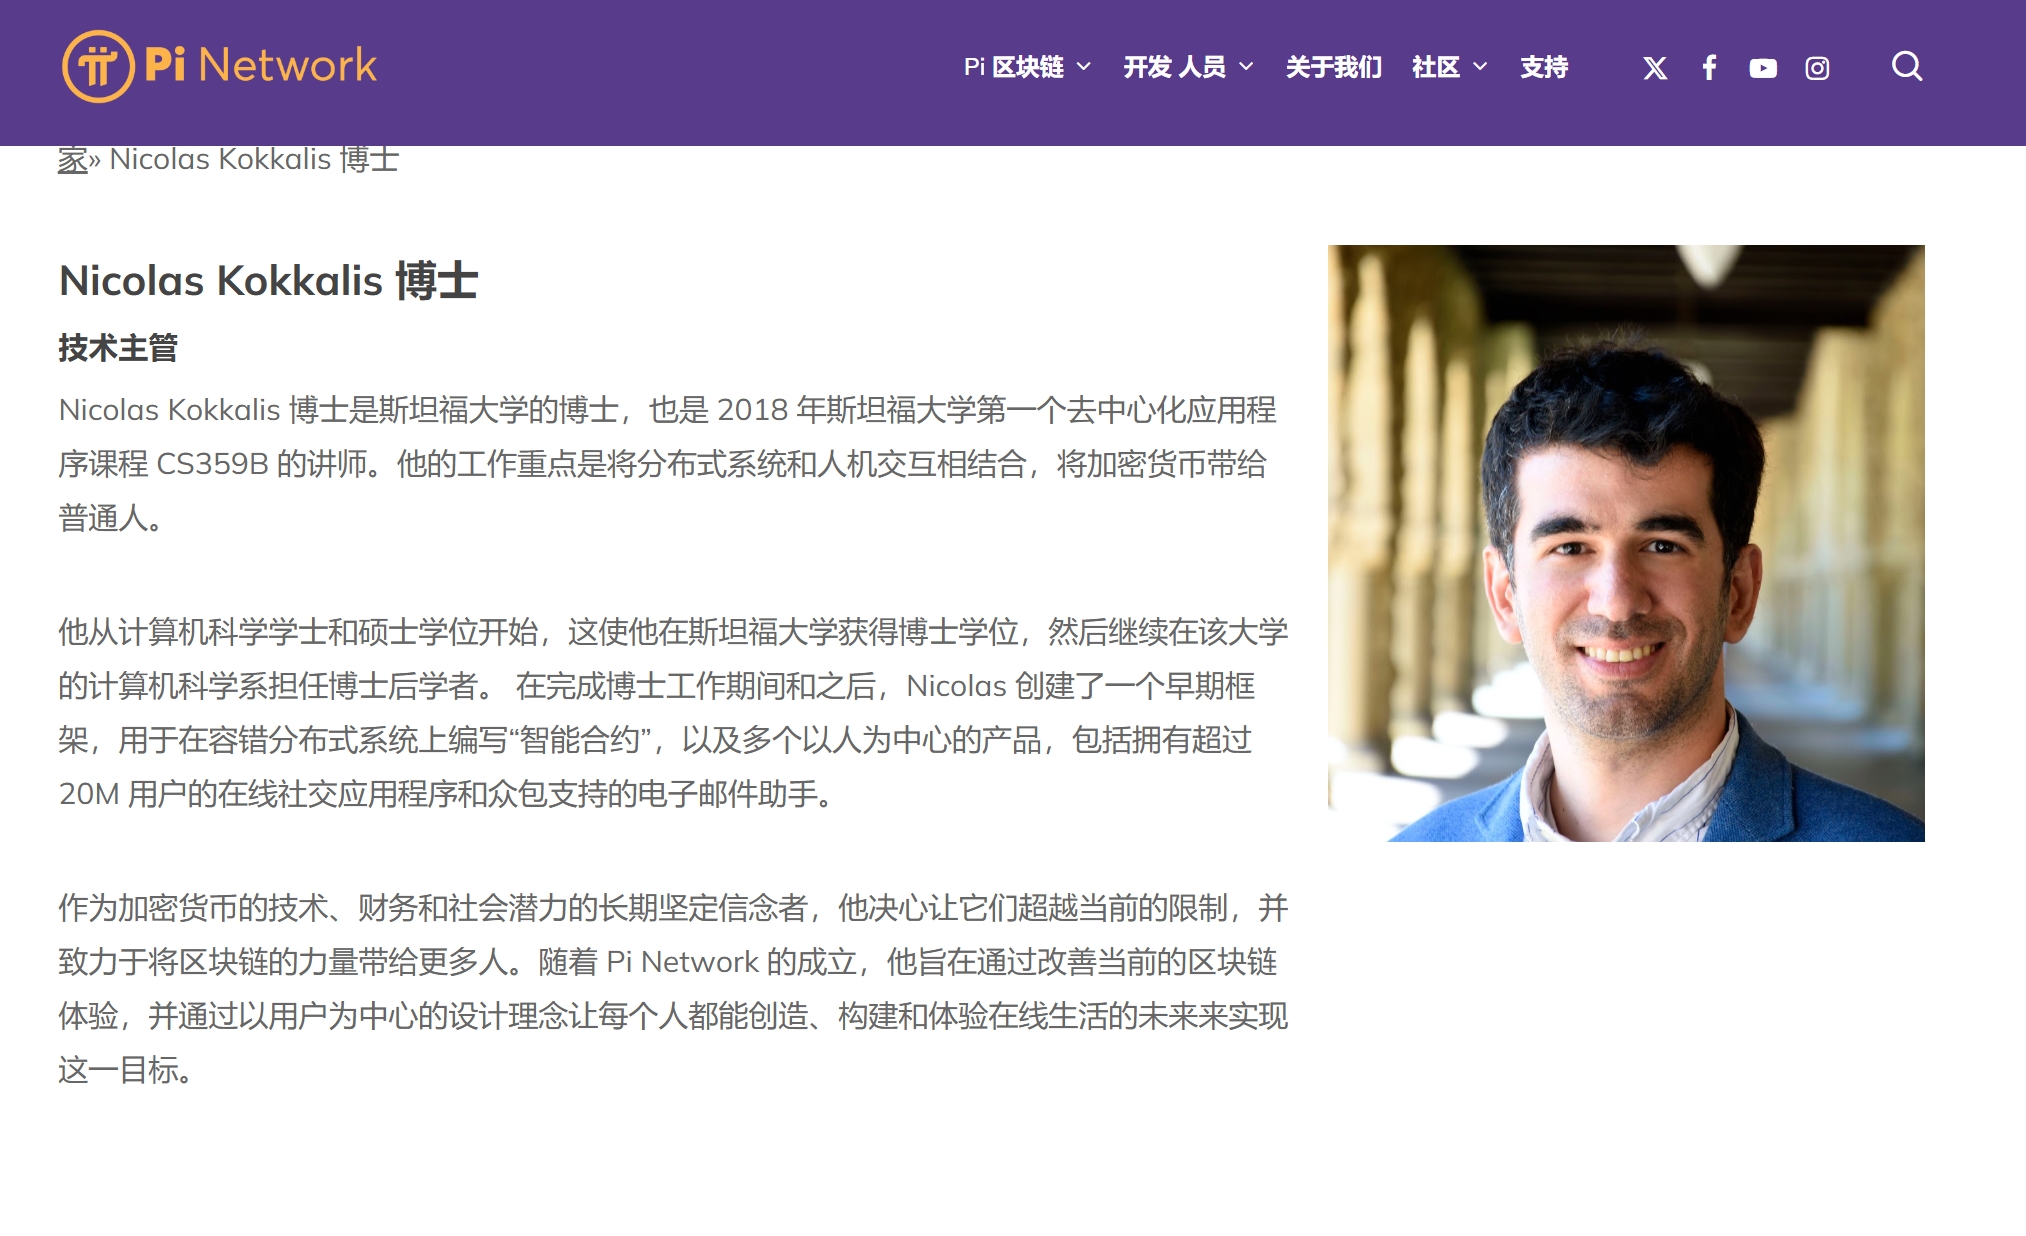 Pi Network
Pi 区块链 开发 人员 关于我们 社区 支持
家» Nicolas Kokkalis 博士
Nicolas Kokkalis 博士
技术主管
Nicolas Kokkalis 博士是斯坦福大学的博士，也是 2018 年斯坦福大学第一个去中心化应用程
序课程 CS359B 的讲师。他的工作重点是将分布式系统和人机交互相结合，将加密货币带给
普通人。
他从计算机科学学士和硕士学位开始，这使他在斯坦福大学获得博士学位，然后继续在该大学
的计算机科学系担任博士后学者。 在完成博士工作期间和之后，Nicolas 创建了一个早期框
架，用于在容错分布式系统上编写“智能合约”，以及多个以人为中心的产品，包括拥有超过
20M 用户的在线社交应用程序和众包支持的电子邮件助手。
作为加密货币的技术、财务和社会潜力的长期坚定信念者，他决心让它们超越当前的限制，并
致力于将区块链的力量带给更多人。随着 Pi Network 的成立，他旨在通过改善当前的区块链
体验，并通过以用户为中心的设计理念让每个人都能创造、构建和体验在线生活的未来来实现
这一目标。